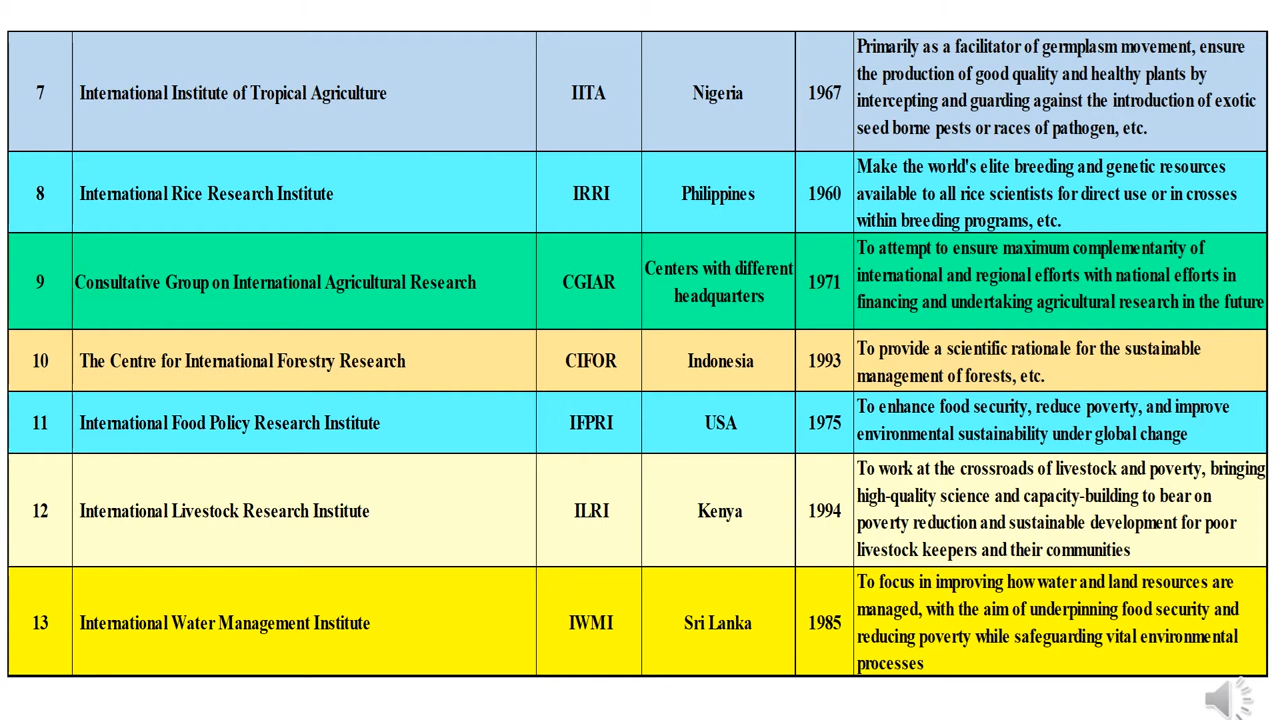 7 International Institute of Tropical Agriculture IITA Nigeria 1967 Primarily as a facilitator of germplasm movement, ensure
the production of good quality and healthy plants by
intercepting and guarding against the introduction of exotic
seed borne pests or races of pathogen, etc.
8 International Rice Research Institute IRRI Philippines 1960 Make the world's elite breeding and genetic resources
available to all rice scientists for direct use or in crosses
within breeding programs, etc.
9 Consultative Group on International Agricultural Research CGIAR Centers with different
headquarters 1971 To attempt to ensure maximum complementarity of
international and regional efforts with national efforts in
financing and undertaking agricultural research in the future
10 The Centre for International Forestry Research CIFOR Indonesia 1993 To provide a scientific rationale for the sustainable
management of forests, etc.
11 International Food Policy Research Institute IFPRI USA 1975 To enhance food security, reduce poverty, and improve
environmental sustainability under global change
12 International Livestock Research Institute ILRI Kenya 1994 To work at the crossroads of livestock and poverty, bringing
high-quality science and capacity-building to bear on
poverty reduction and sustainable development for poor
livestock keepers and their communities
13 International Water Management Institute IWMI Sri Lanka 1985 To focus in improving how water and land resources are
managed, with the aim of underpinning food security and
reducing poverty while safeguarding vital environmental
processes